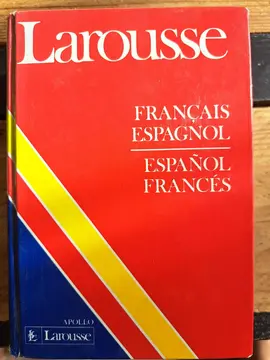 Larousse
FRANÇAIS
ESPAGNOL
ESPAÑOL
FRANCÉS
APOLLO
Larousse